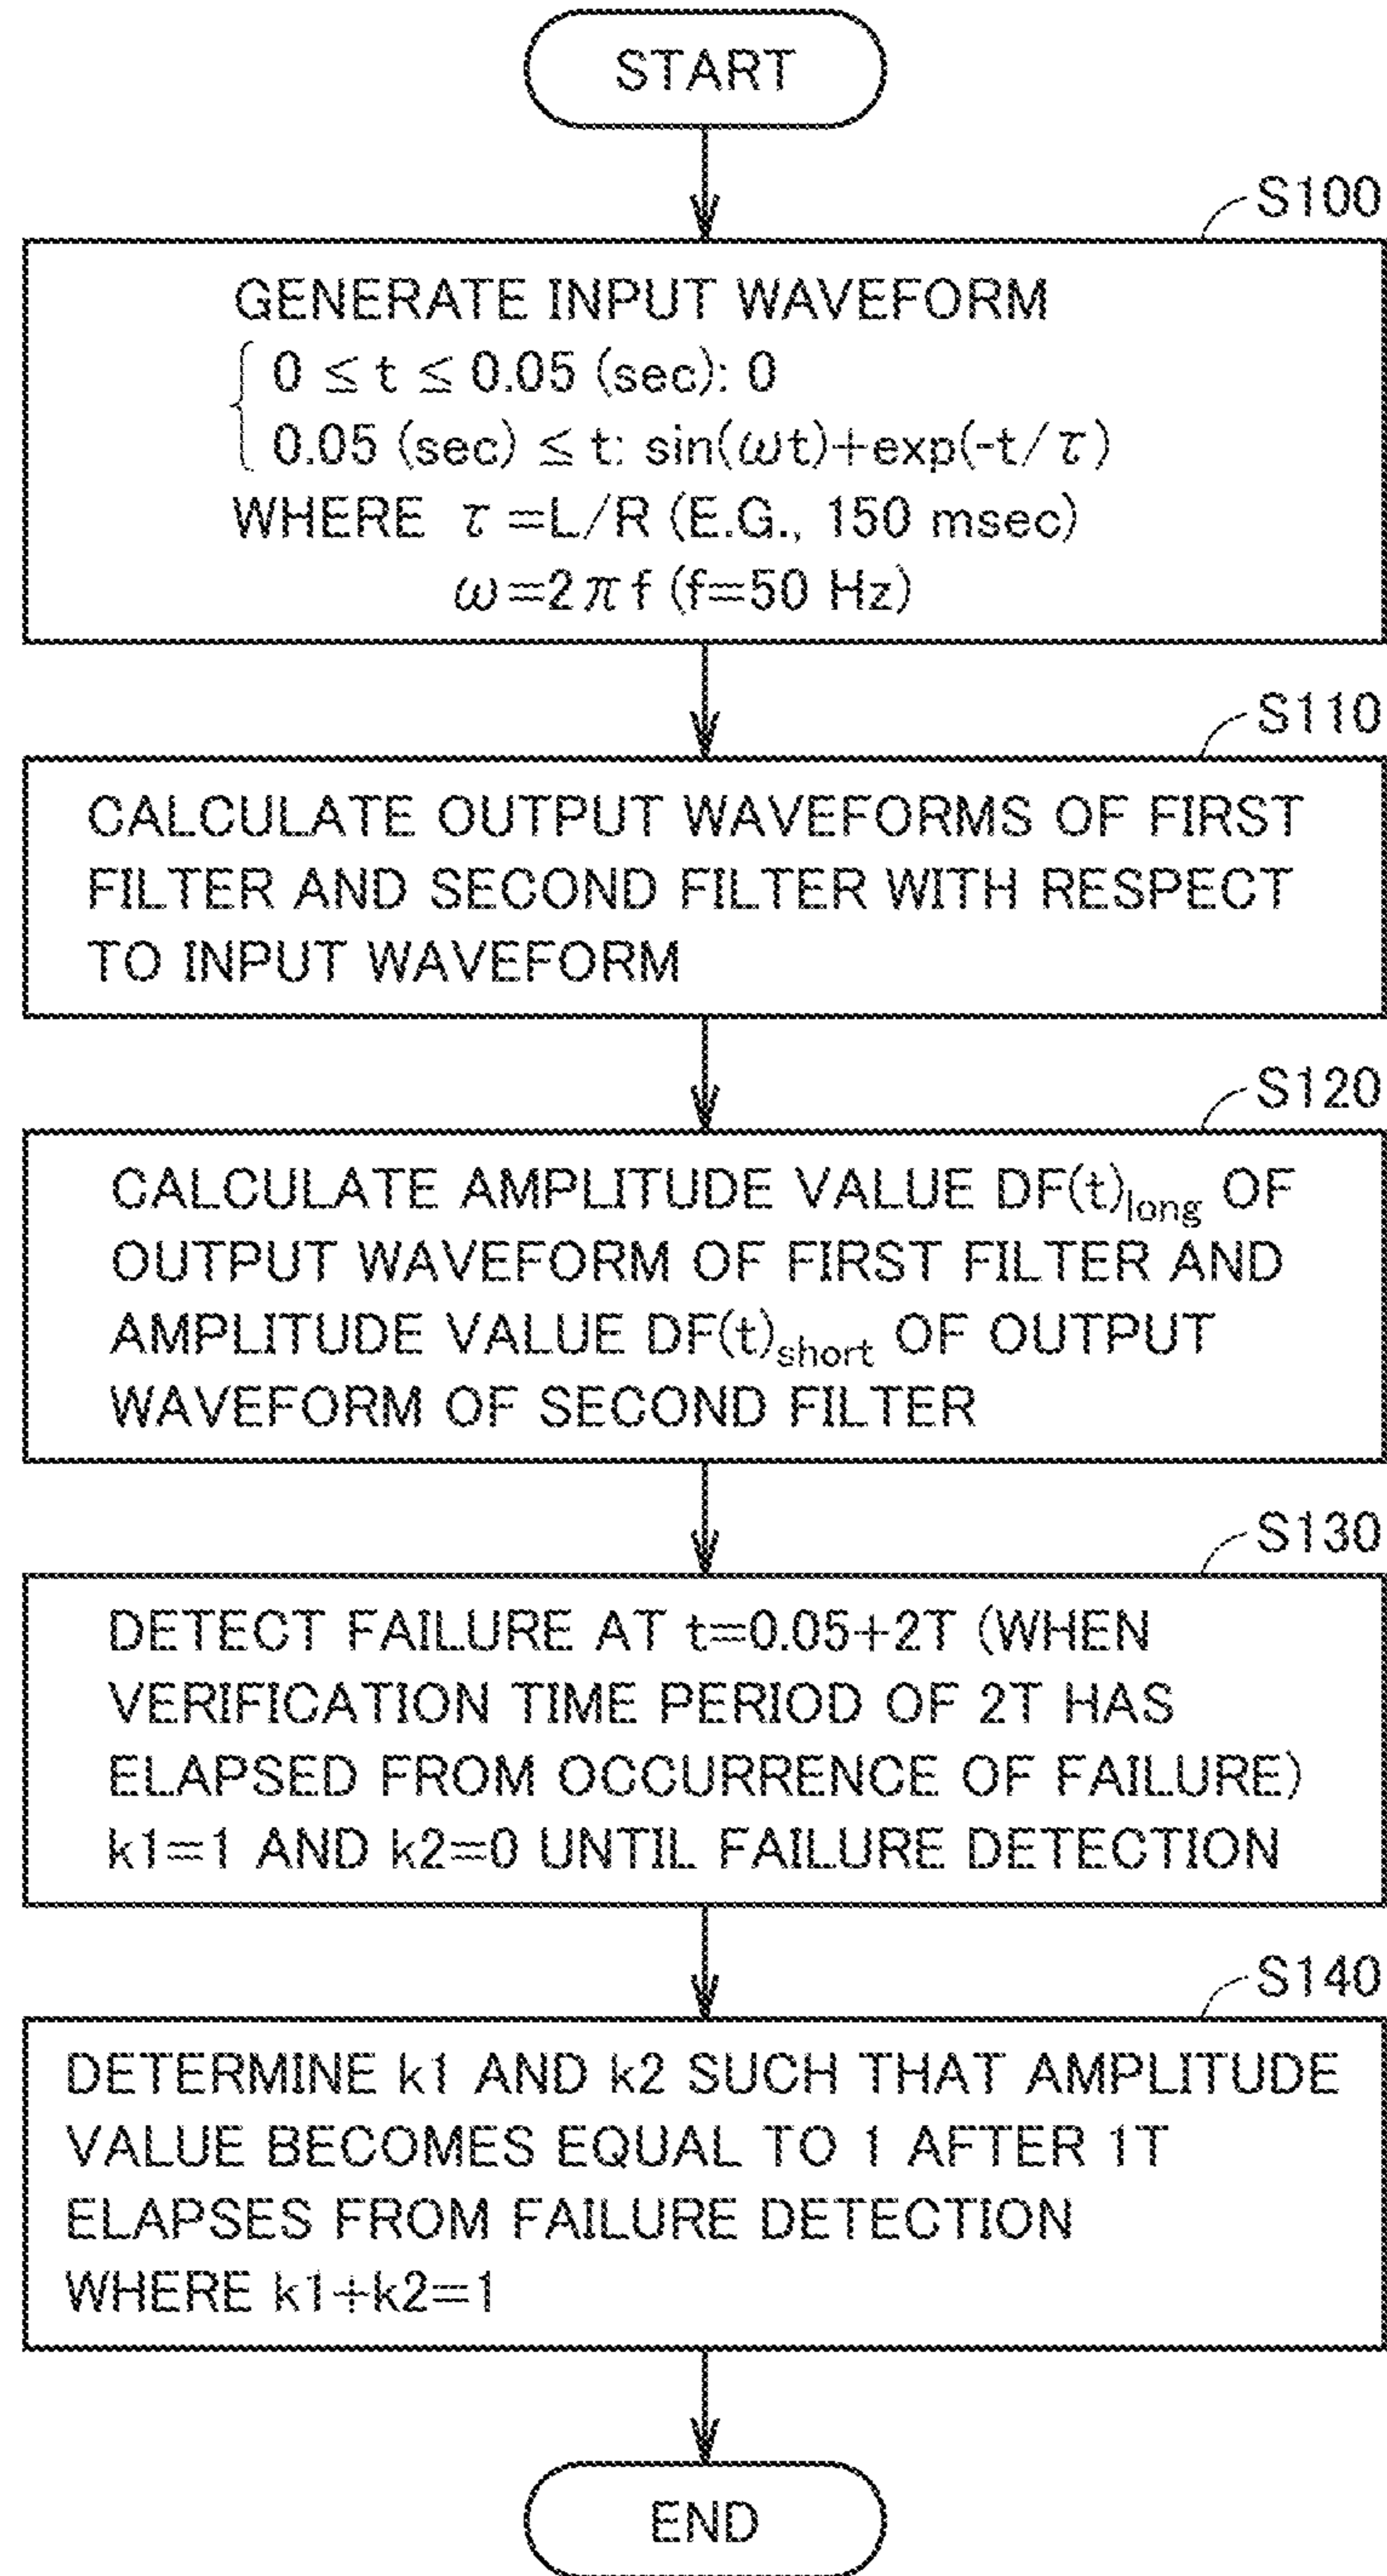 START
S100
GENERATE INPUT WAVEFORM
0 ≦ t ≦ 0.05 (sec): 0
0.05 (sec) ≦ t: sin(ωt)+exp(-t/τ)
WHERE τ=L/R (E.G., 150 msec)
ω=2πf (f=50 Hz)
S110
CALCULATE OUTPUT WAVEFORMS OF FIRST
FILTER AND SECOND FILTER WITH RESPECT
TO INPUT WAVEFORM
S120
CALCULATE AMPLITUDE VALUE DF(t)long OF
OUTPUT WAVEFORM OF FIRST FILTER AND
AMPLITUDE VALUE DF(t)short OF OUTPUT
WAVEFORM OF SECOND FILTER
S130
DETECT FAILURE AT t=0.05+2T (WHEN
VERIFICATION TIME PERIOD OF 2T HAS
ELAPSED FROM OCCURRENCE OF FAILURE)
k1=1 AND k2=0 UNTIL FAILURE DETECTION
S140
DETERMINE k1 AND k2 SUCH THAT AMPLITUDE
VALUE BECOMES EQUAL TO 1 AFTER 1T
ELAPSES FROM FAILURE DETECTION
WHERE k1+k2=1
END